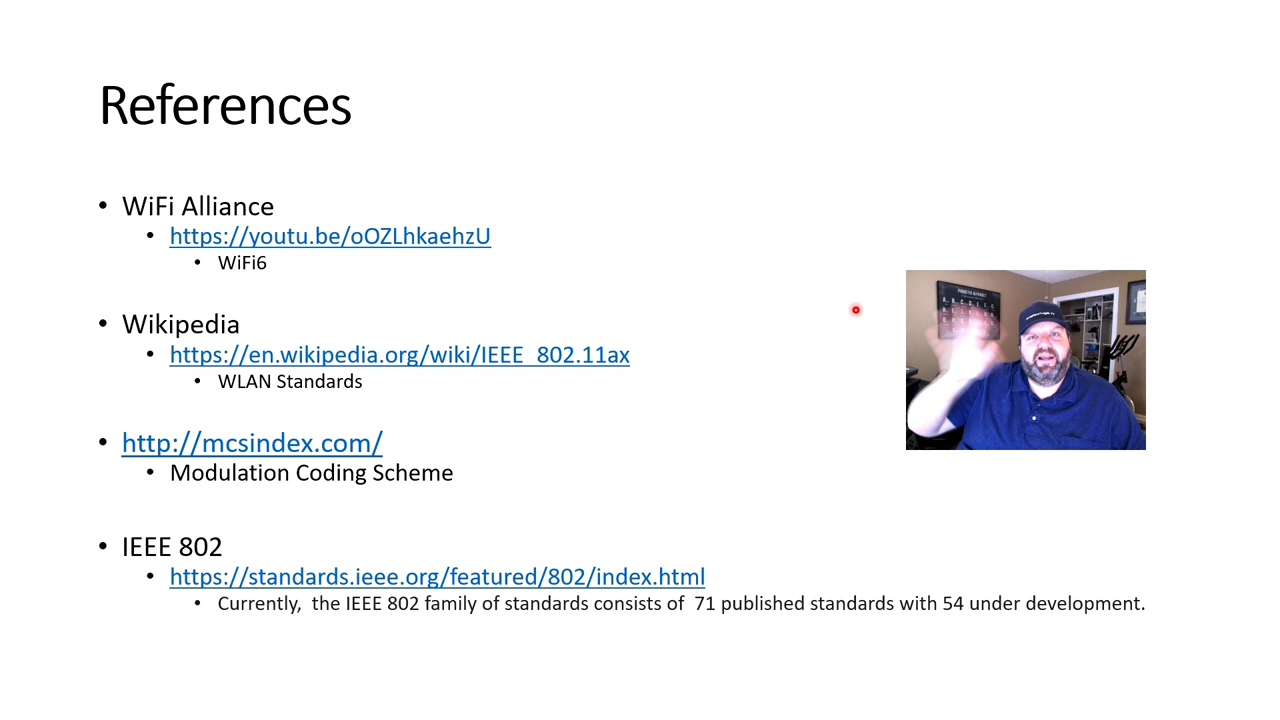 References
• WiFi Alliance
• https://youtu.be/oOZLhkaehzU
• WiFi6
• Wikipedia
• https://en.wikipedia.org/wiki/IEEE_802.11ax
• WLAN Standards
• http://mcsindex.com/
• Modulation Coding Scheme
• IEEE 802
• https://standards.ieee.org/featured/802/index.html
• Currently,  the IEEE 802 family of standards consists of  71 published standards with 54 under development.